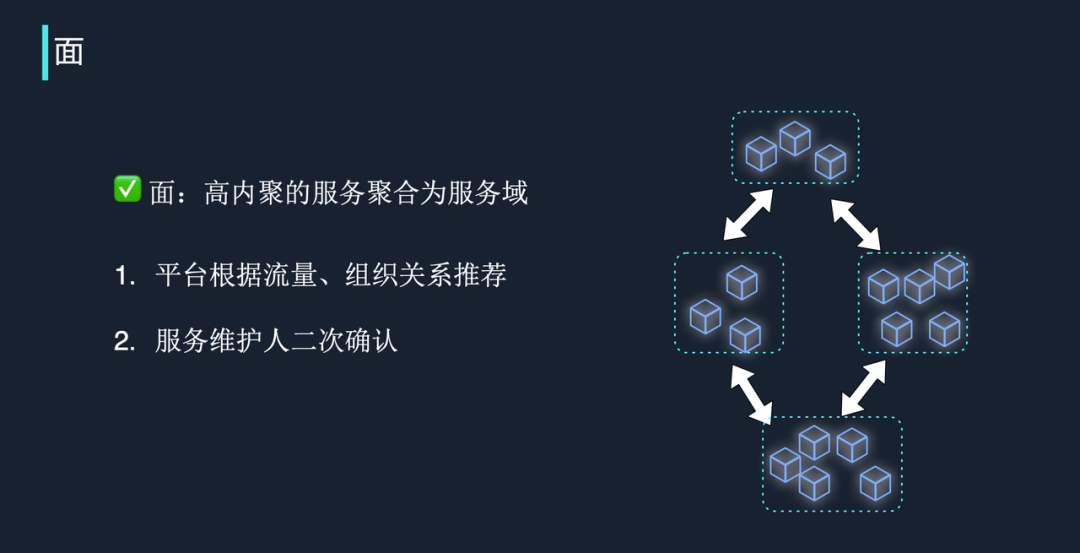 面
✅ 面：高内聚的服务聚合为服务域
1. 平台根据流量、组织关系推荐
2. 服务维护人二次确认